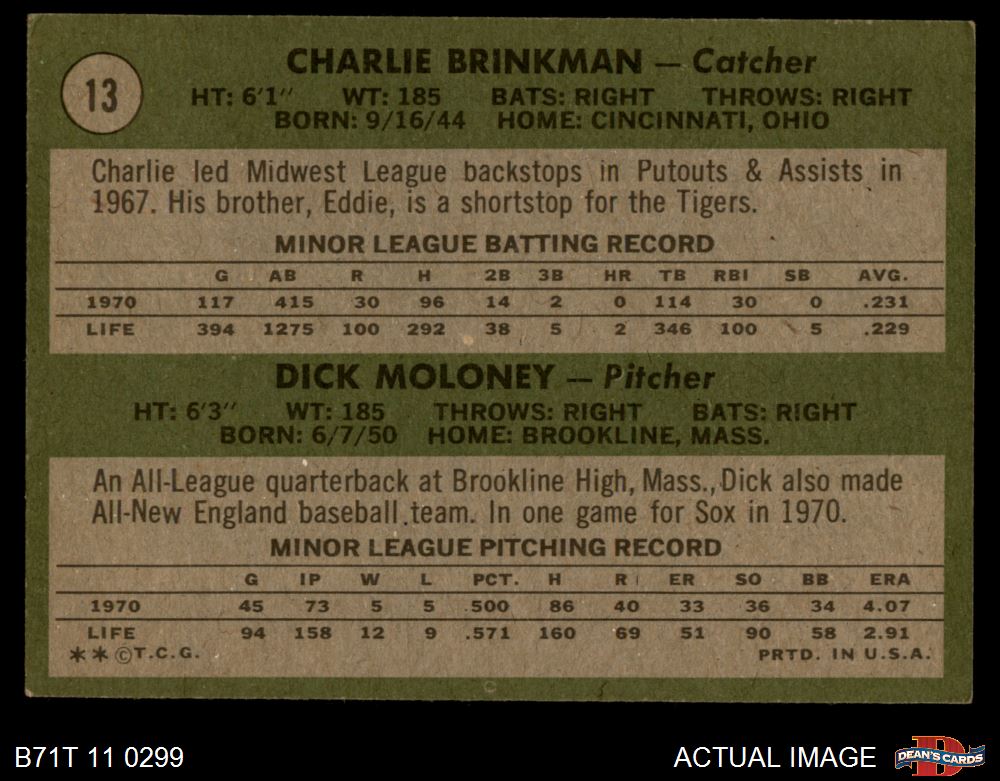 13
CHARLIE BRINKMAN — Catcher
HT: 6'1" WT: 185 BATS: RIGHT THROWS: RIGHT
BORN: 9/16/44 HOME: CINCINNATI, OHIO
Charlie led Midwest League backstops in Putouts & Assists in
1967. His brother, Eddie, is a shortstop for the Tigers.
MINOR LEAGUE BATTING RECORD
G AB R H 2B 3B HR TB RBI SB AVG.
1970 117 415 30 96 14 2 0 114 30 0 .231
LIFE 394 1275 100 292 38 5 2 346 100 5 .229
DICK MOLONEY — Pitcher
HT: 6'3" WT: 185 THROWS: RIGHT BATS: RIGHT
BORN: 6/7/50 HOME: BROOKLINE, MASS.
An All-League quarterback at Brookline High, Mass., Dick also made
All-New England baseball team. In one game for Sox in 1970.
MINOR LEAGUE PITCHING RECORD
G IP W L PCT. H R ER SO BB ERA
1970 45 73 5 5 .500 86 40 33 36 34 4.07
LIFE 94 158 12 9 .571 160 69 51 90 58 2.91
**©T.C.G. PRTD. IN U.S.A.
B71T 11 0299 ACTUAL IMAGE D DEAN'S CARDS